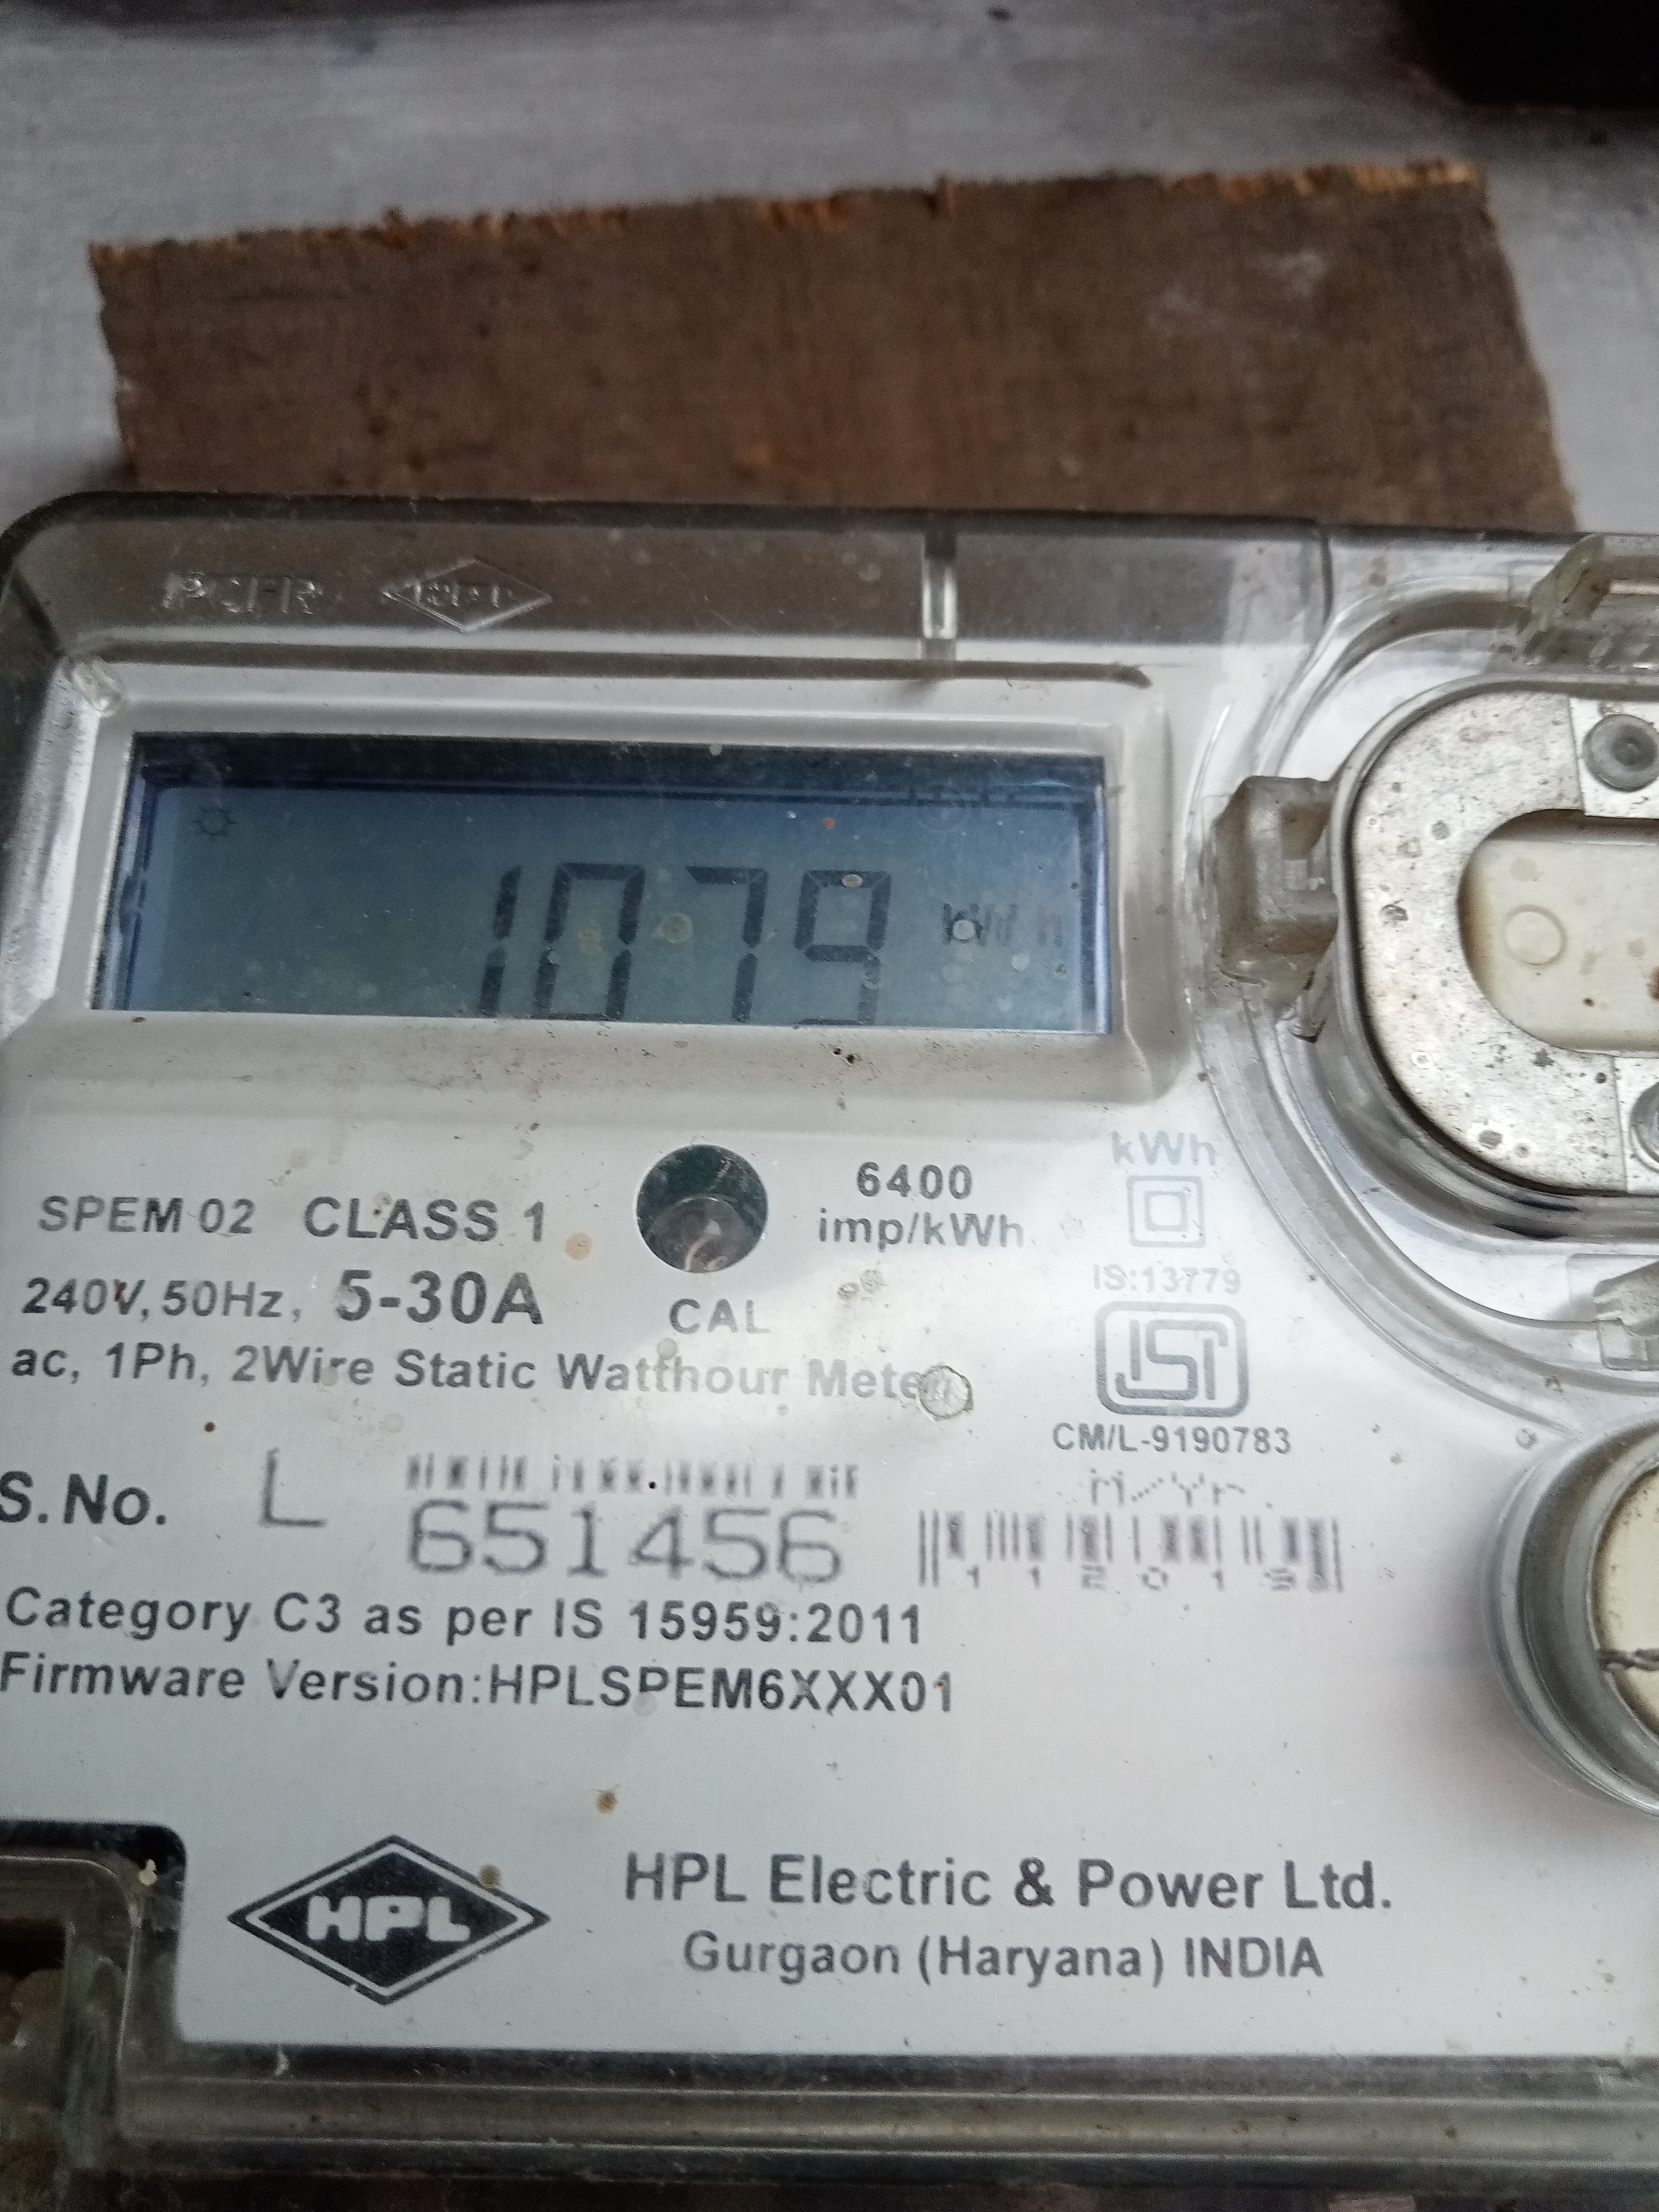 1079 kWh
SPEM 02 CLASS 1
6400
imp/kWh
kWh
240V, 50Hz, 5-30A
CAL
IS:13779
ac, 1Ph, 2Wire Static Watthour Meter
ISI
CM/L-9190783
S.No. L 651456
Category C3 as per IS 15959:2011
Firmware Version:HPLSPEM6XXX01
HPL
HPL Electric & Power Ltd.
Gurgaon (Haryana) INDIA